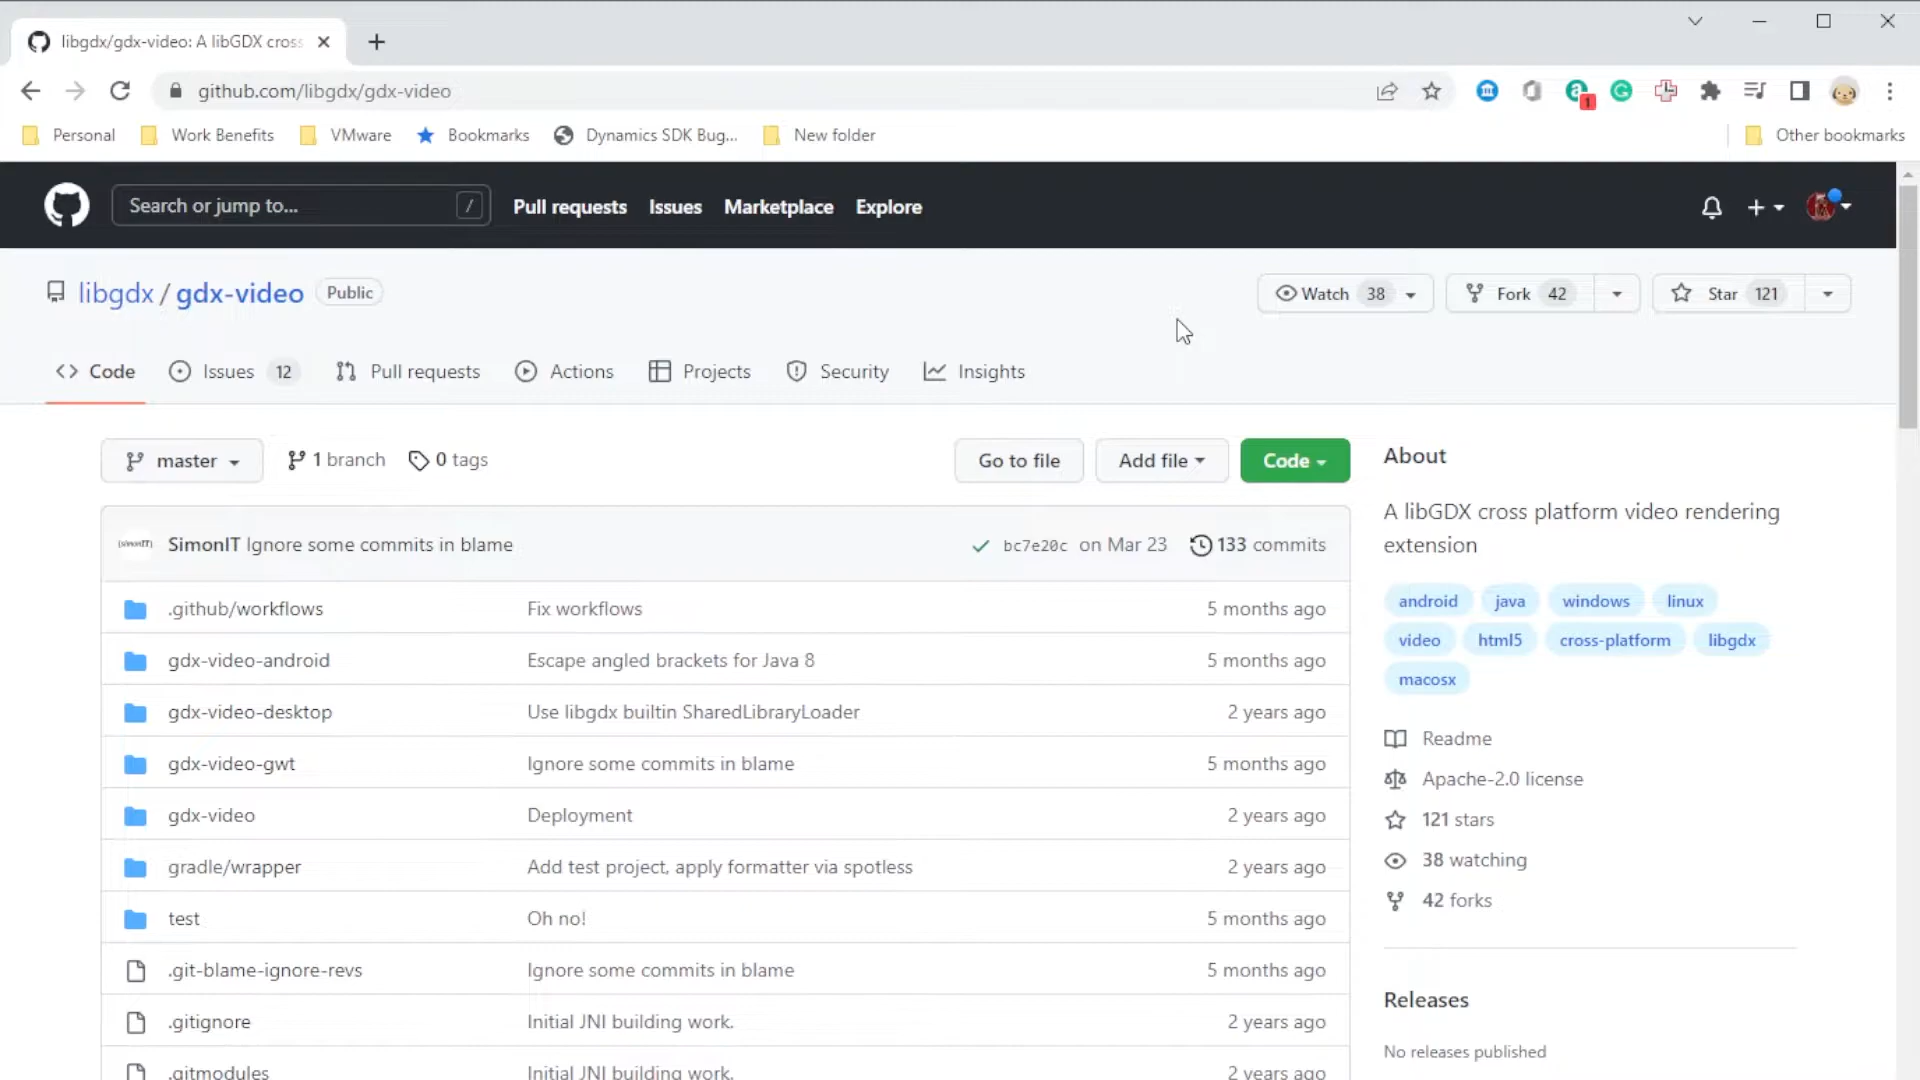 libgdx/gdx-video: A libGDX cross
github.com/libgdx/gdx-video
1
Personal
Work Benefits
VMware
Bookmarks
Dynamics SDK Bug...
New folder
Other bookmarks
Search or jump to...
/
Pull requests
Issues
Marketplace
Explore
libgdx / gdx-video
Public
Watch 38
Fork 42
Star 121
Code
Issues 12
Pull requests
Actions
Projects
Security
Insights
master
1 branch
0 tags
Go to file
Add file
Code
SimonIT Ignore some commits in blame
bc7e20c on Mar 23
133 commits
.github/workflows
Fix workflows
5 months ago
gdx-video-android
Escape angled brackets for Java 8
5 months ago
gdx-video-desktop
Use libgdx builtin SharedLibraryLoader
2 years ago
gdx-video-gwt
Ignore some commits in blame
5 months ago
gdx-video
Deployment
2 years ago
gradle/wrapper
Add test project, apply formatter via spotless
2 years ago
test
Oh no!
5 months ago
.git-blame-ignore-revs
Ignore some commits in blame
5 months ago
.gitignore
Initial JNI building work.
2 years ago
.gitmodules
Initial JNI building work.
2 years ago
About
A libGDX cross platform video rendering
extension
android java windows linux
video html5 cross-platform libgdx
macosx
Readme
Apache-2.0 license
121 stars
38 watching
42 forks
Releases
No releases published